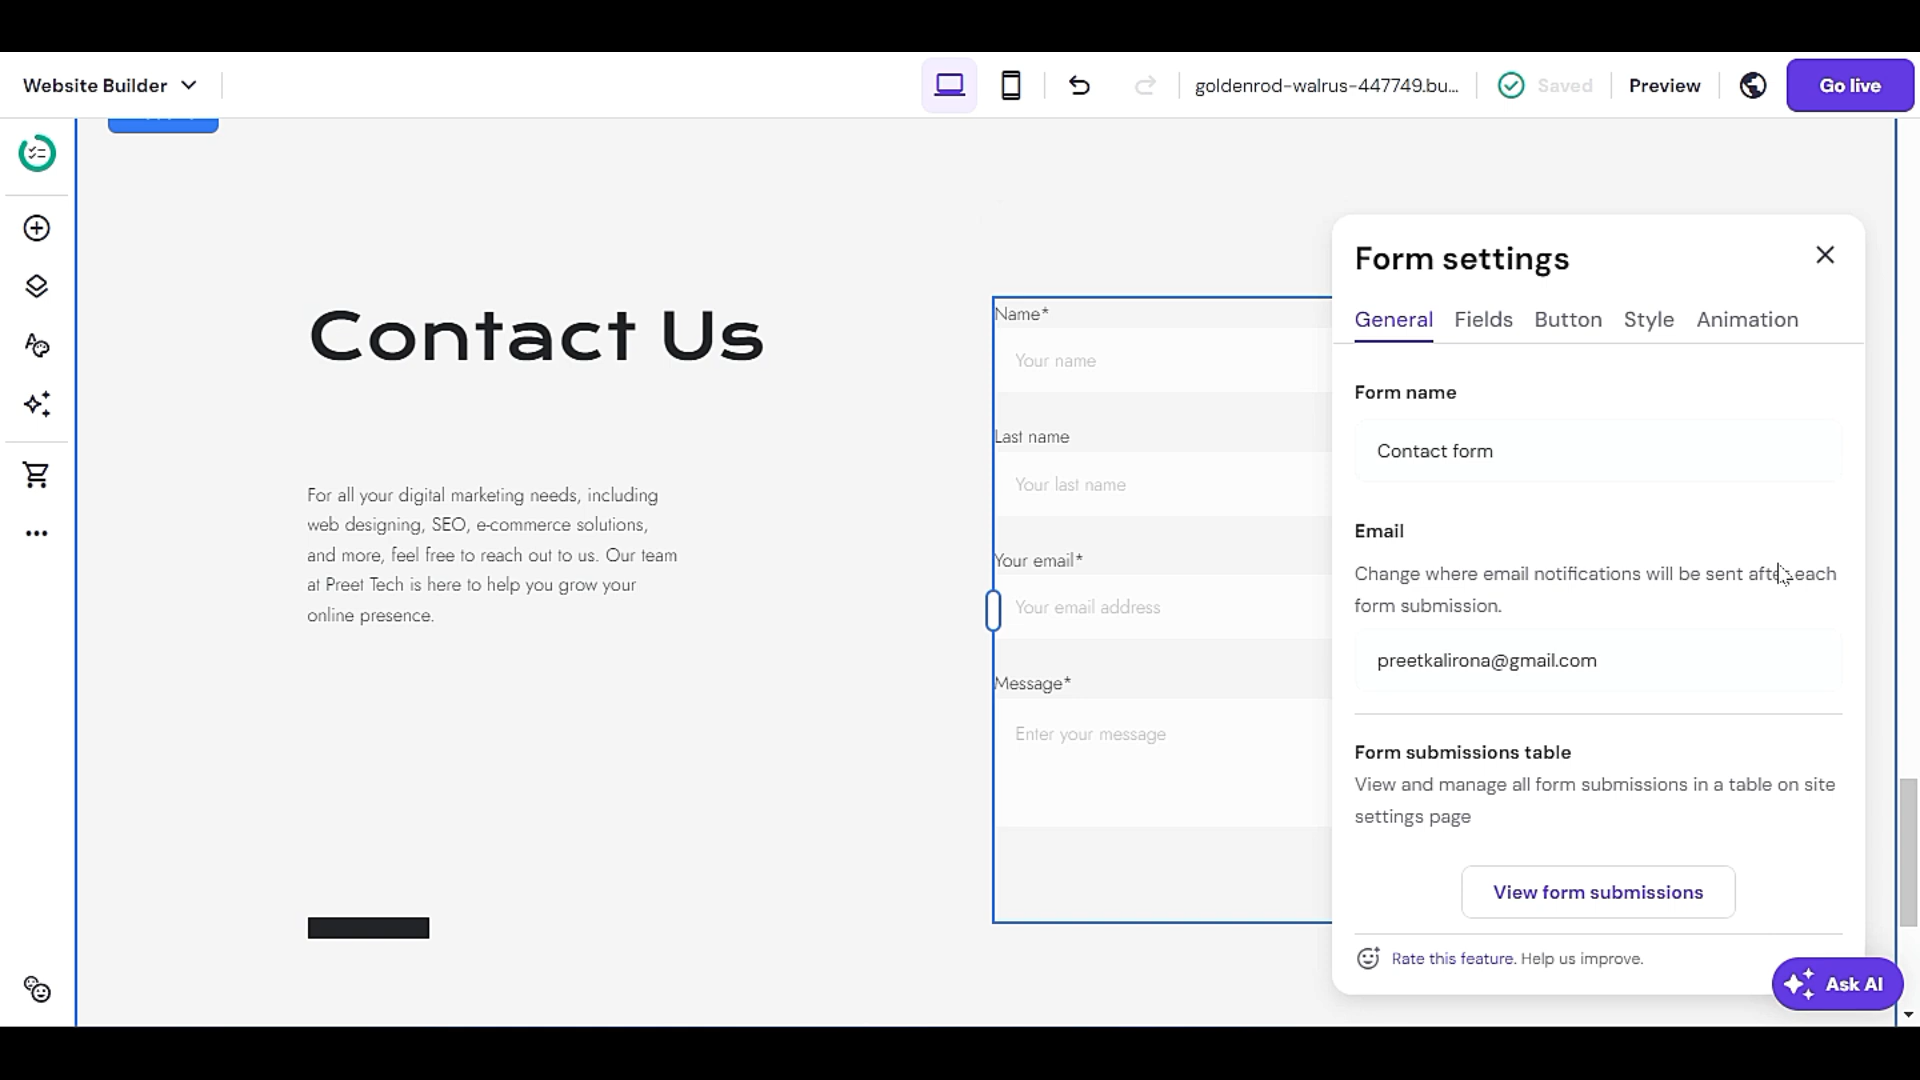 Website Builder
goldenrod-walrus-447749.bu...
Saved
Preview
Go live
Contact Us
For all your digital marketing needs, including
web designing, SEO, e-commerce solutions,
and more, feel free to reach out to us. Our team
at Preet Tech is here to help you grow your
online presence.
Name*
Your name
Last name
Your last name
Your email*
Your email address
Message*
Enter your message
Form settings
General Fields Button Style Animation
Form name
Contact form
Email
Change where email notifications will be sent after each
form submission.
preetkalirona@gmail.com
Form submissions table
View and manage all form submissions in a table on site
settings page
View form submissions
Rate this feature. Help us improve.
Ask AI